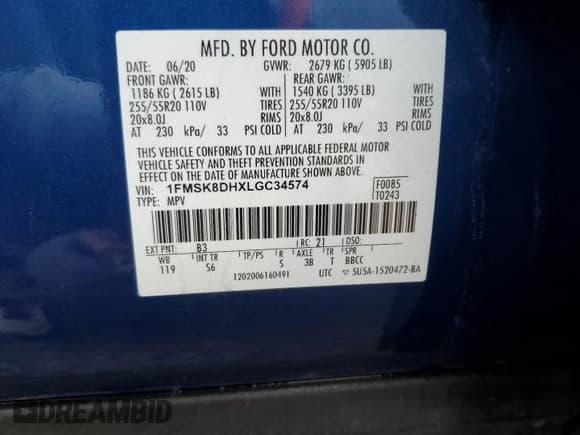 MFD. BY FORD MOTOR CO.
DATE: 06/20 GVWR: 2679 KG ( 5905 LB)
FRONT GAWR: REAR GAWR:
1186 KG ( 2615 LB) WITH 1540 KG ( 3395 LB) WITH
255/55R20 110V TIRES 255/55R20 110V TIRES
20x8.0J RIMS 20x8.0J RIMS
AT 230 kPa/ 33 PSI COLD AT 230 kPa/ 33 PSI COLD
THIS VEHICLE CONFORMS TO ALL APPLICABLE FEDERAL MOTOR
VEHICLE SAFETY AND THEFT PREVENTION STANDARDS IN
EFFECT ON THE DATE OF MANUFACTURE SHOWN ABOVE.
VIN: 1FMSK8DHXLGC34574 F0085
TYPE: MPV T0243
EXT PNT: B3 RC: 21 DSO:
WB INT TR TP/PS R AXLE TR SPR
119 S6 S 3B T BBCC
1202006160491 UTC 5U5A-1520472-BA
DREAMBID